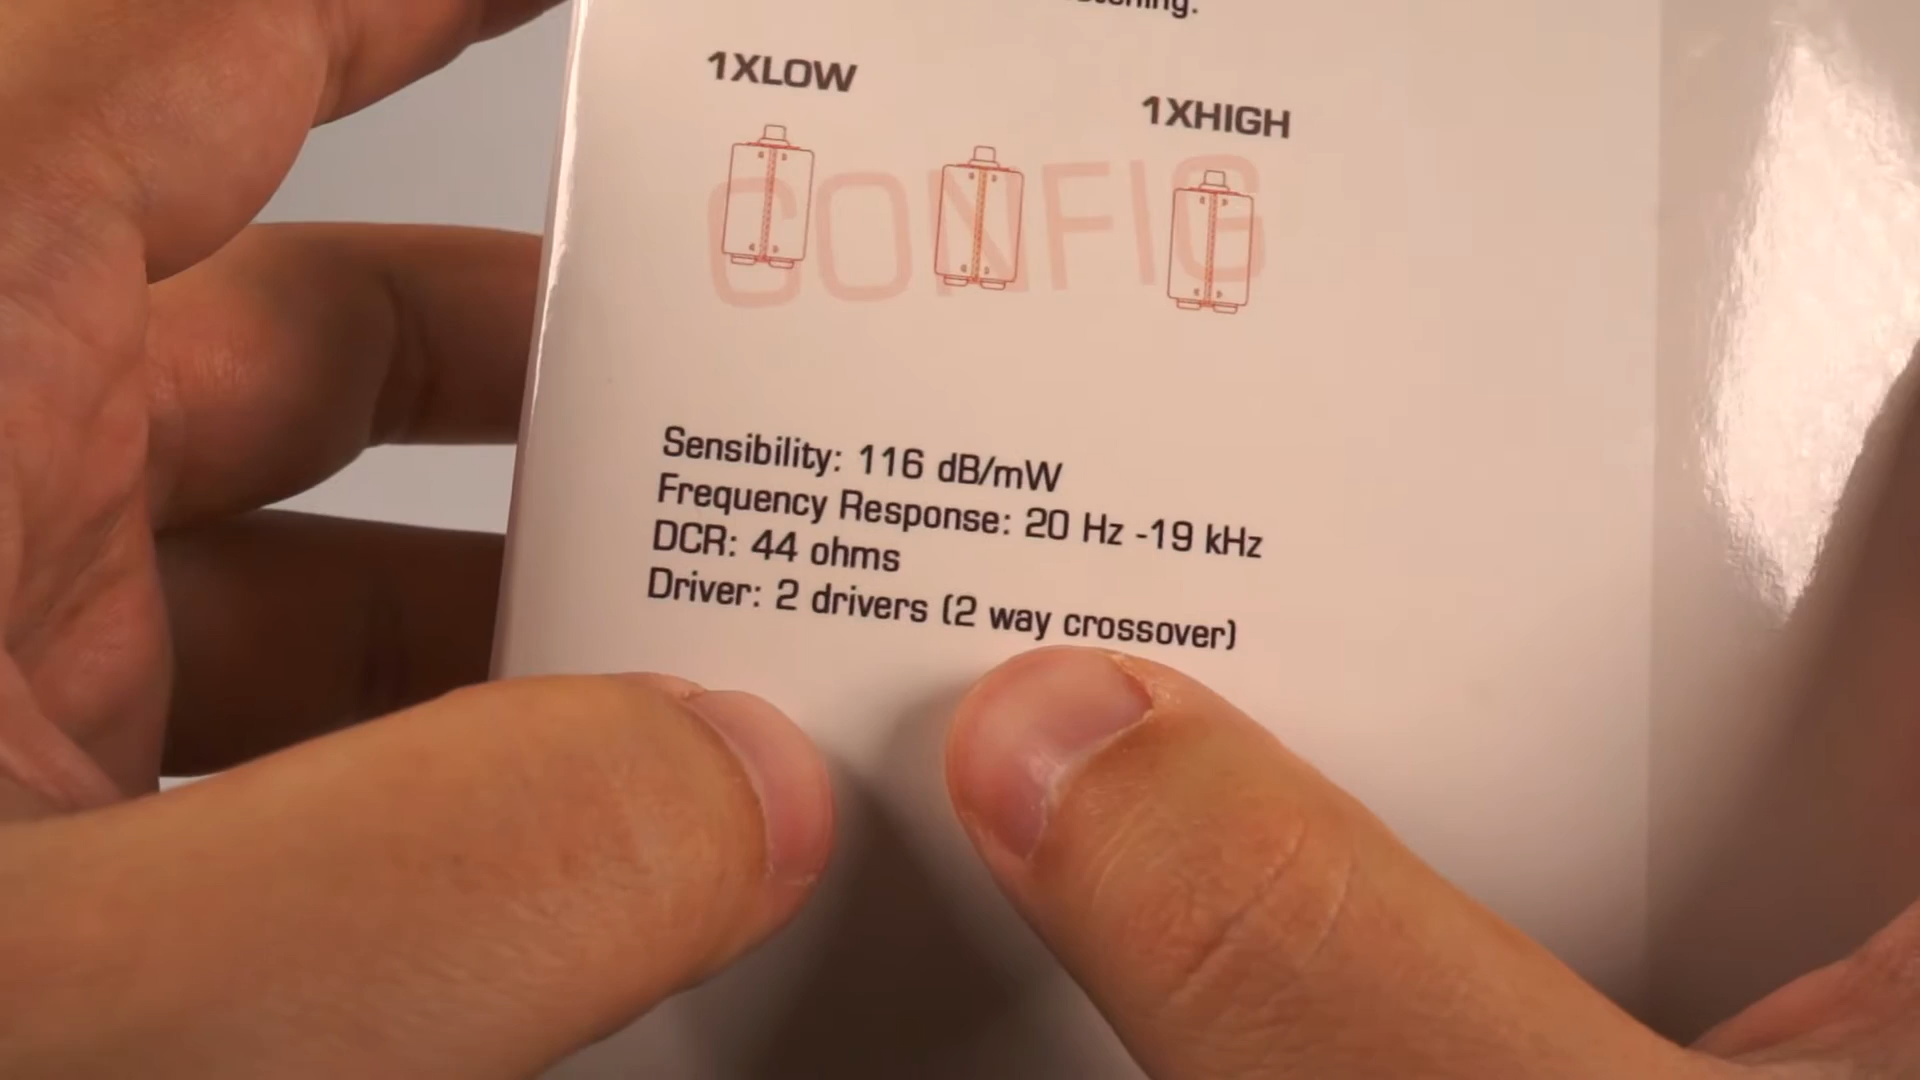 1XLOW
1XHIGH
CONFIG
Sensibility: 116 dB/mW
Frequency Response: 20 Hz -19 kHz
DCR: 44 ohms
Driver: 2 drivers (2 way crossover)